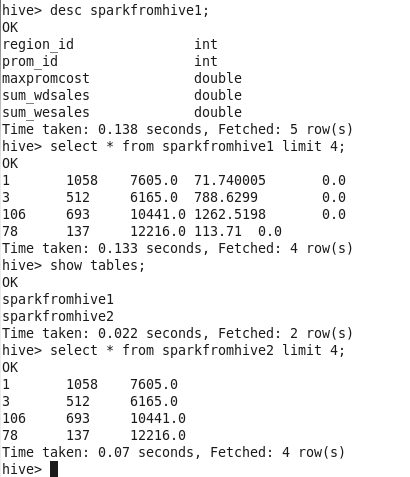 hive> desc sparkfromhive1;
OK
region_id               int
prom_id                 int
maxpromcost             double
sum_wdsales             double
sum_wesales             double
Time taken: 0.138 seconds, Fetched: 5 row(s)
hive> select * from sparkfromhive1 limit 4;
OK
1       1058    7605.0  71.740005       0.0
3       512     6165.0  788.6299        0.0
106     693     10441.0 1262.5198       0.0
78      137     12216.0 113.71  0.0
Time taken: 0.133 seconds, Fetched: 4 row(s)
hive> show tables;
OK
sparkfromhive1
sparkfromhive2
Time taken: 0.022 seconds, Fetched: 2 row(s)
hive> select * from sparkfromhive2 limit 4;
OK
1       1058    7605.0
3       512     6165.0
106     693     10441.0
78      137     12216.0
Time taken: 0.07 seconds, Fetched: 4 row(s)
hive>